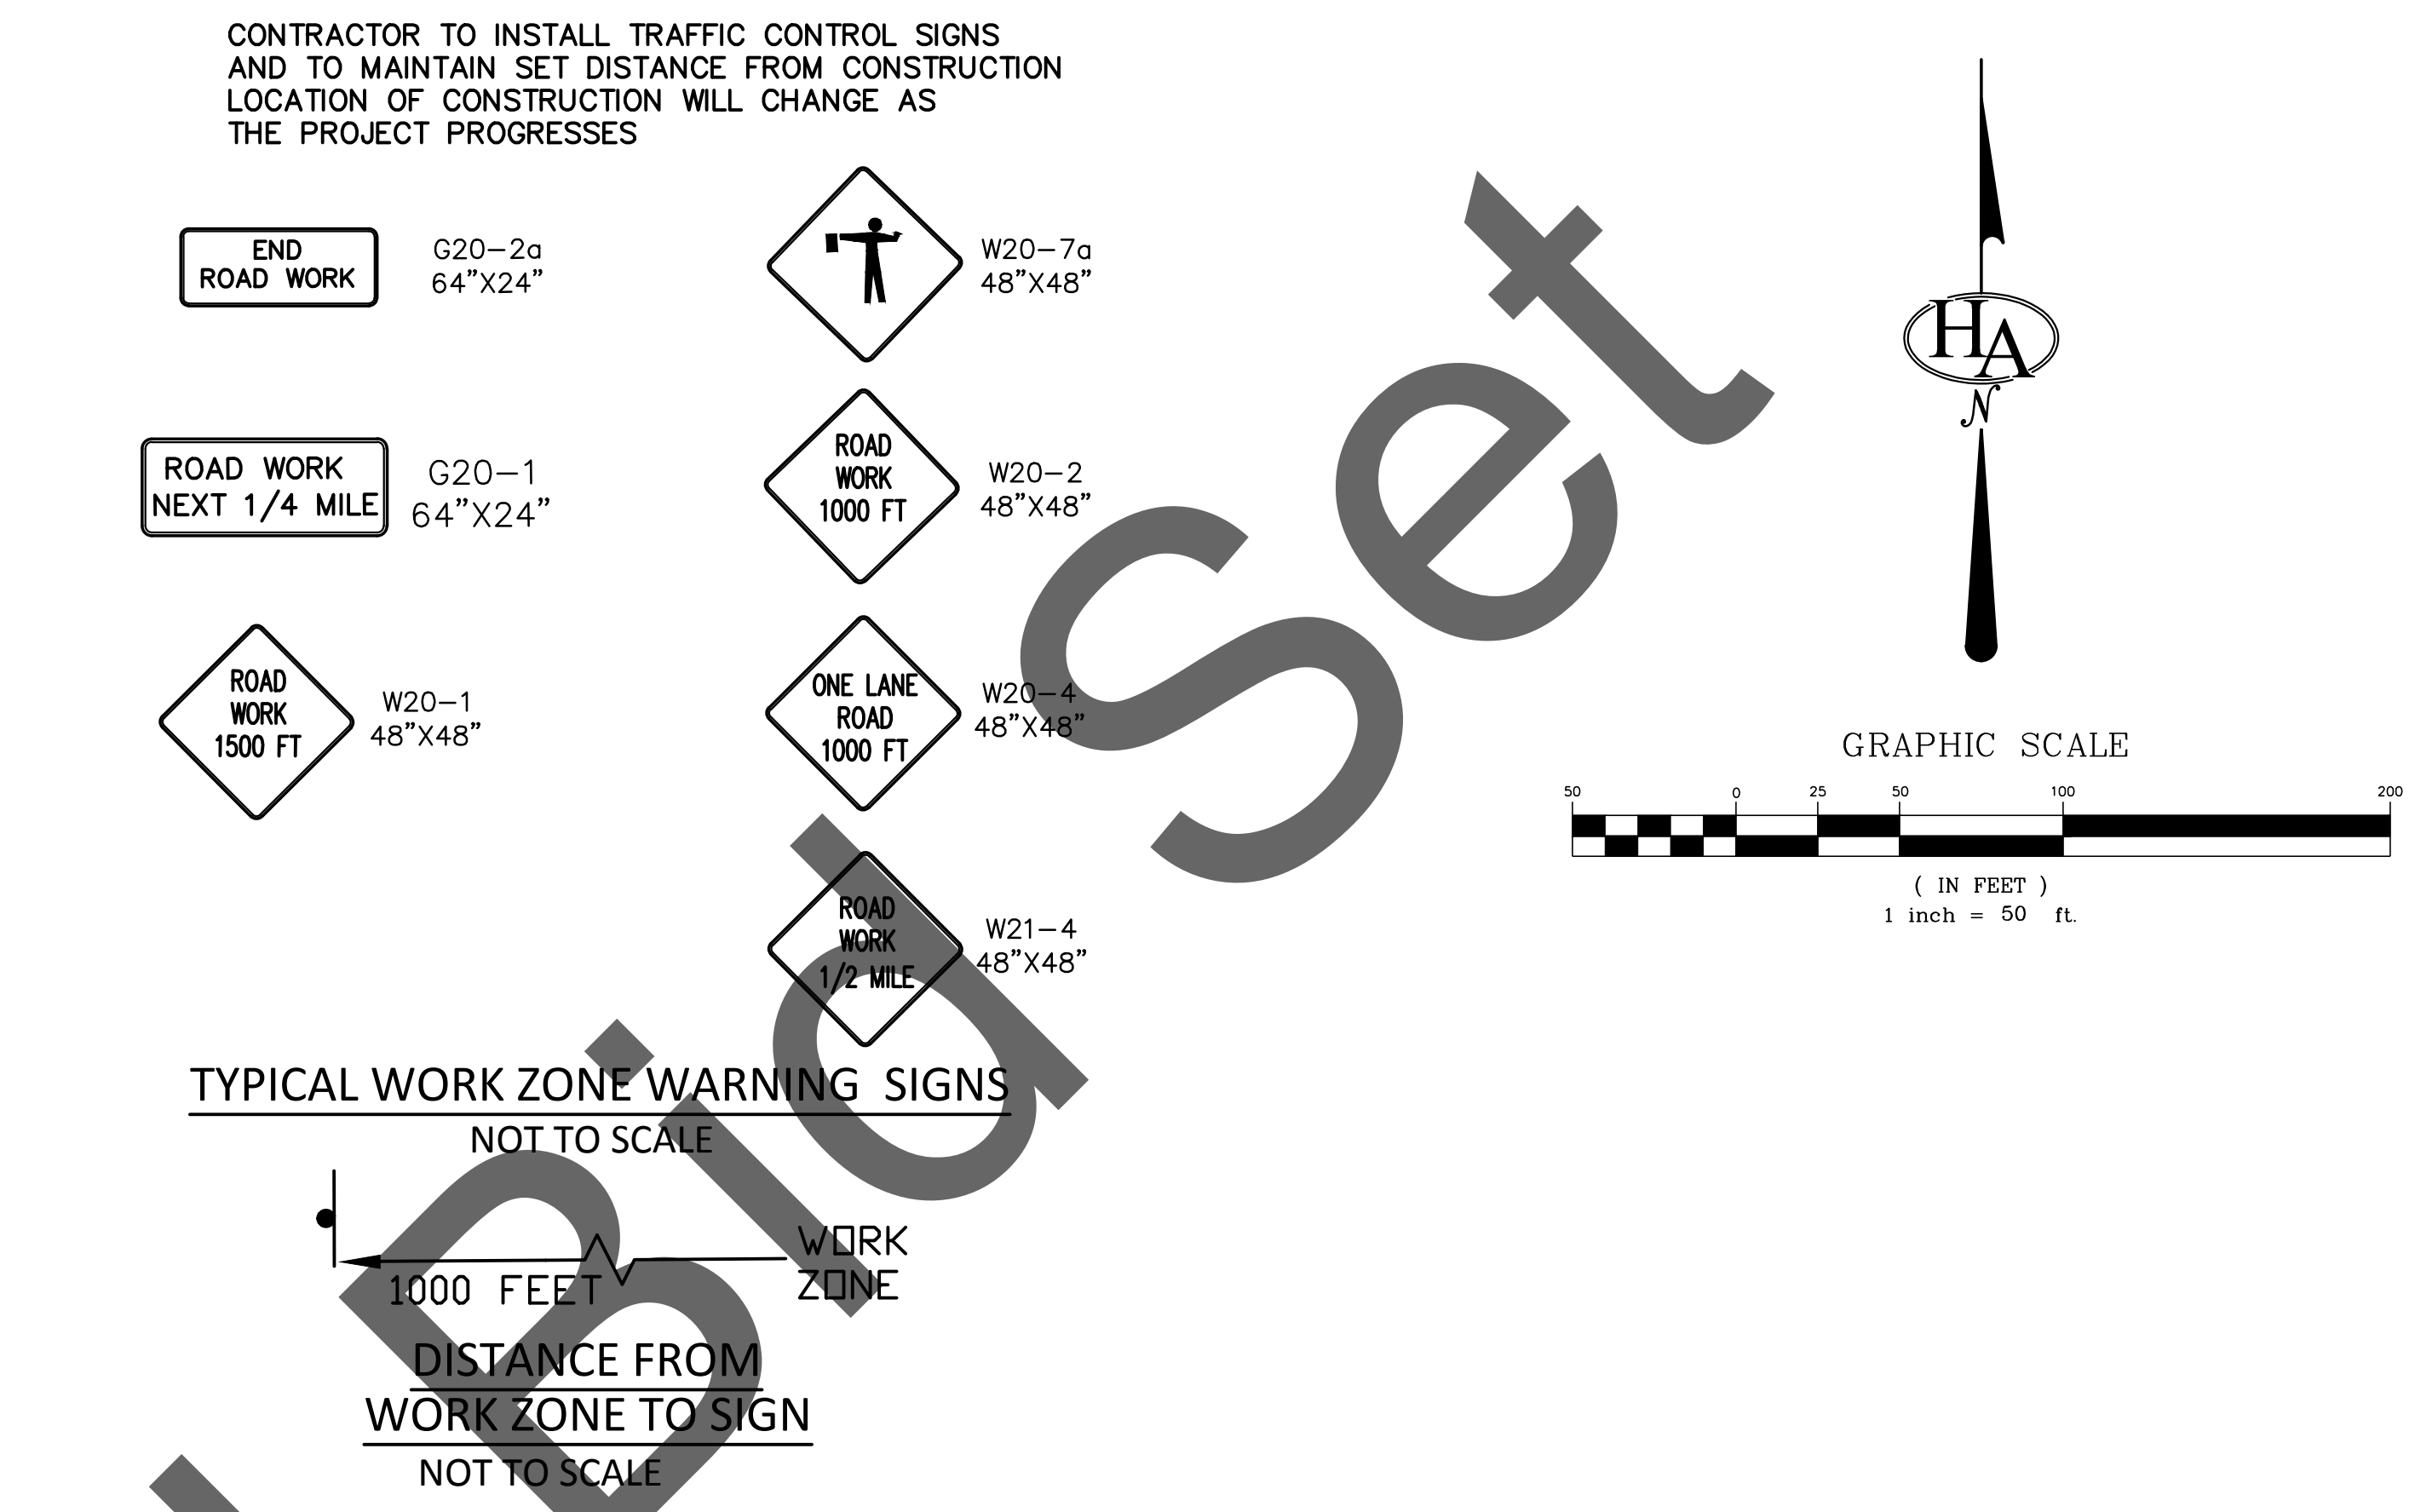 CONTRACTOR TO INSTALL TRAFFIC CONTROL SIGNS
AND TO MAINTAIN SET DISTANCE FROM CONSTRUCTION
LOCATION OF CONSTRUCTION WILL CHANGE AS
THE PROJECT PROGRESSES
END
ROAD WORK
G20-2a
64"X24"
W20-7a
48"X48"
ROAD WORK
NEXT 1/4 MILE
G20-1
64"X24"
ROAD
WORK
1000 FT
W20-2
48"X48"
ROAD
WORK
1500 FT
W20-1
48"X48"
ONE LANE
ROAD
1000 FT
W20-4
48"X48"
ROAD
WORK
1/2 MILE
W21-4
48"X48"
TYPICAL WORK ZONE WARNING SIGNS
NOT TO SCALE
1000 FEET
WORK
ZONE
DISTANCE FROM
WORK ZONE TO SIGN
NOT TO SCALE
HA
N
GRAPHIC SCALE
50 0 25 50 100 200
( IN FEET )
1 inch = 50 ft.
Bid Set